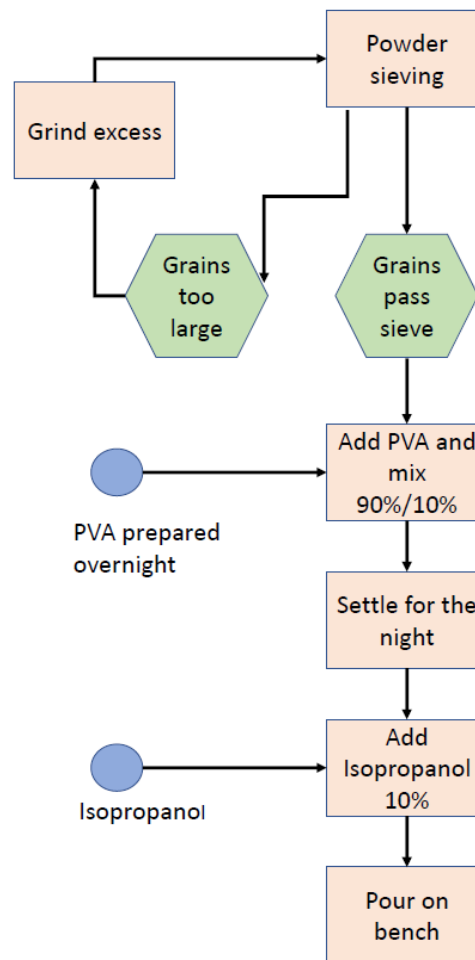 Powder
sieving
Grind excess
Grains
too
large
Grains
pass
sieve
Add PVA and
mix
90%/10%
PVA prepared
overnight
Settle for the
night
Add
Isopropanol
10%
Isopropanol
Pour on
bench